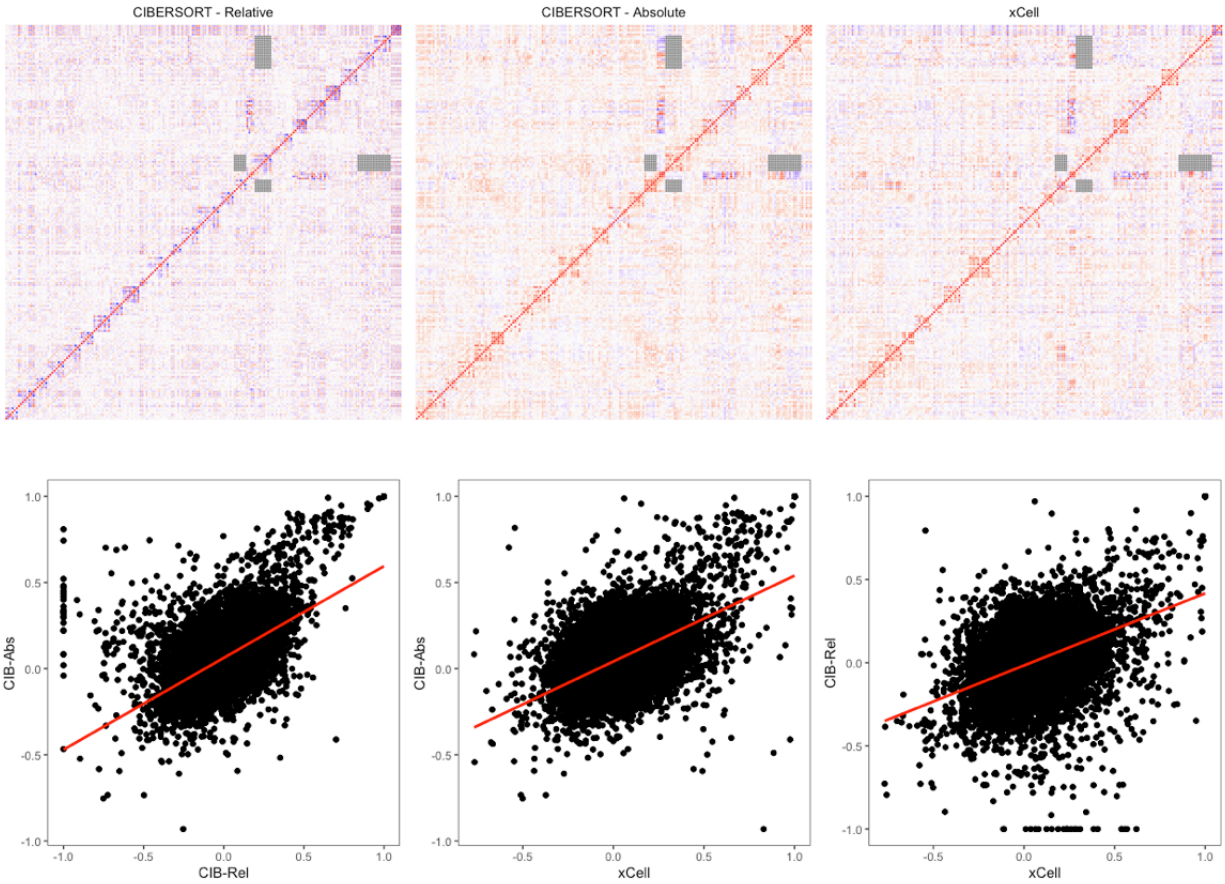 CIBERSORT - Relative
CIBERSORT - Absolute
xCell
1.0
0.5
0.0
-0.5
-1.0
CIB-Abs
-1.0 -0.5 0.0 0.5 1.0
CIB-Rel
1.0
0.5
0.0
-0.5
-1.0
CIB-Abs
-0.5 0.0 0.5 1.0
xCell
1.0
0.5
0.0
-0.5
-1.0
CIB-Rel
-0.5 0.0 0.5 1.0
xCell